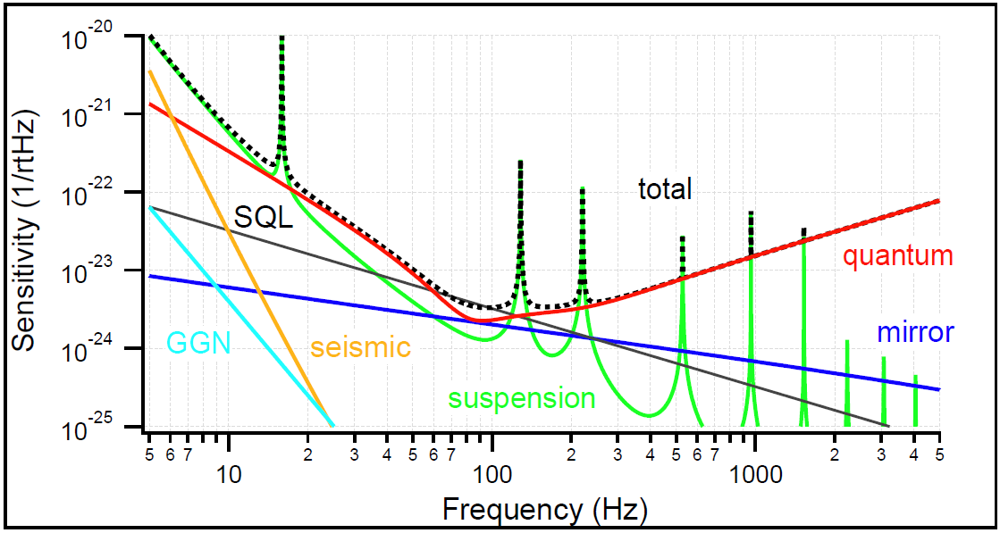 10-20
10-21
10-22
10-23
10-24
10-25
Sensitivity (1/rtHz)
total
SQL
quantum
mirror
GGN
seismic
suspension
5 6 7 2 3 4 5 6 7 2 3 4 5 6 7 2 3 4 5
10 100 1000
Frequency (Hz)